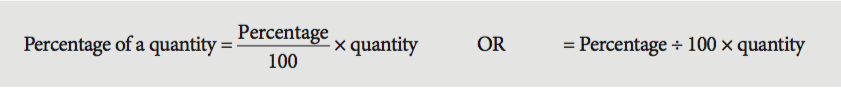 Percentage of a quantity = Percentage/100 × quantity OR = Percentage ÷ 100 × quantity